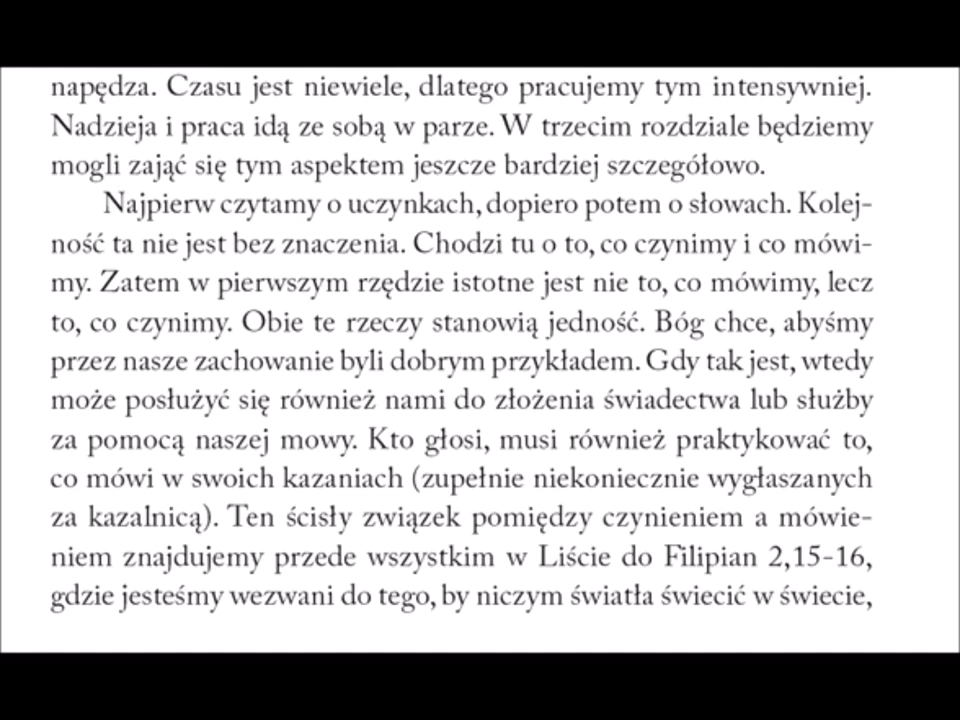 napędza. Czasu jest niewiele, dlatego pracujemy tym intensywniej.
Nadzieja i praca idą ze sobą w parze. W trzecim rozdziale będziemy
mogli zająć się tym aspektem jeszcze bardziej szczegółowo.
Najpierw czytamy o uczynkach, dopiero potem o słowach. Kolej-
ność ta nie jest bez znaczenia. Chodzi tu o to, co czynimy i co mówi-
my. Zatem w pierwszym rzędzie istotne jest nie to, co mówimy, lecz
to, co czynimy. Obie te rzeczy stanowią jedność. Bóg chce, abyśmy
przez nasze zachowanie byli dobrym przykładem. Gdy tak jest, wtedy
może posłużyć się również nami do złożenia świadectwa lub służby
za pomocą naszej mowy. Kto głosi, musi również praktykować to,
co mówi w swoich kazaniach (zupełnie niekoniecznie wygłaszanych
za kazalnicą). Ten ścisły związek pomiędzy czynieniem a mówie-
niem znajdujemy przede wszystkim w Liście do Filipian 2,15-16,
gdzie jesteśmy wezwani do tego, by niczym światła świecić w świecie,